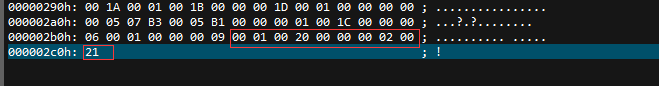 00000290h: 00 1A 00 01 00 1B 00 00 00 1D 00 01 00 00 00 00 ; ................
000002a0h: 00 05 07 B3 00 05 B1 00 00 00 01 00 1C 00 00 00 ; ...?.?........
000002b0h: 06 00 01 00 00 00 09 00 01 00 20 00 00 00 02 00 ; .......... .....
000002c0h: 21 ; !